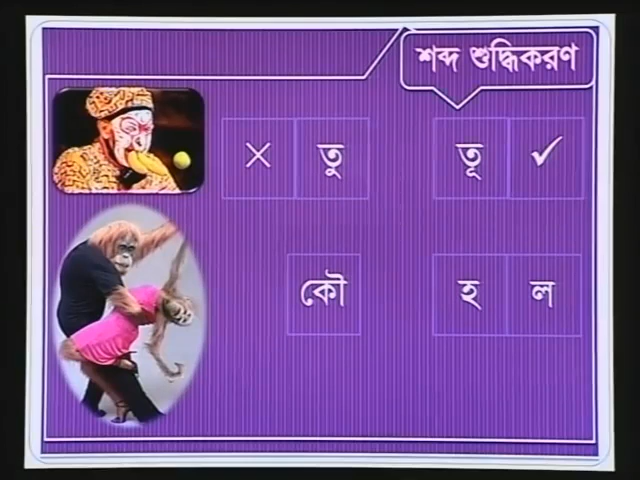 শব্দ শুদ্ধিকরণ
× তু তূ ✓
কৌ হ ল